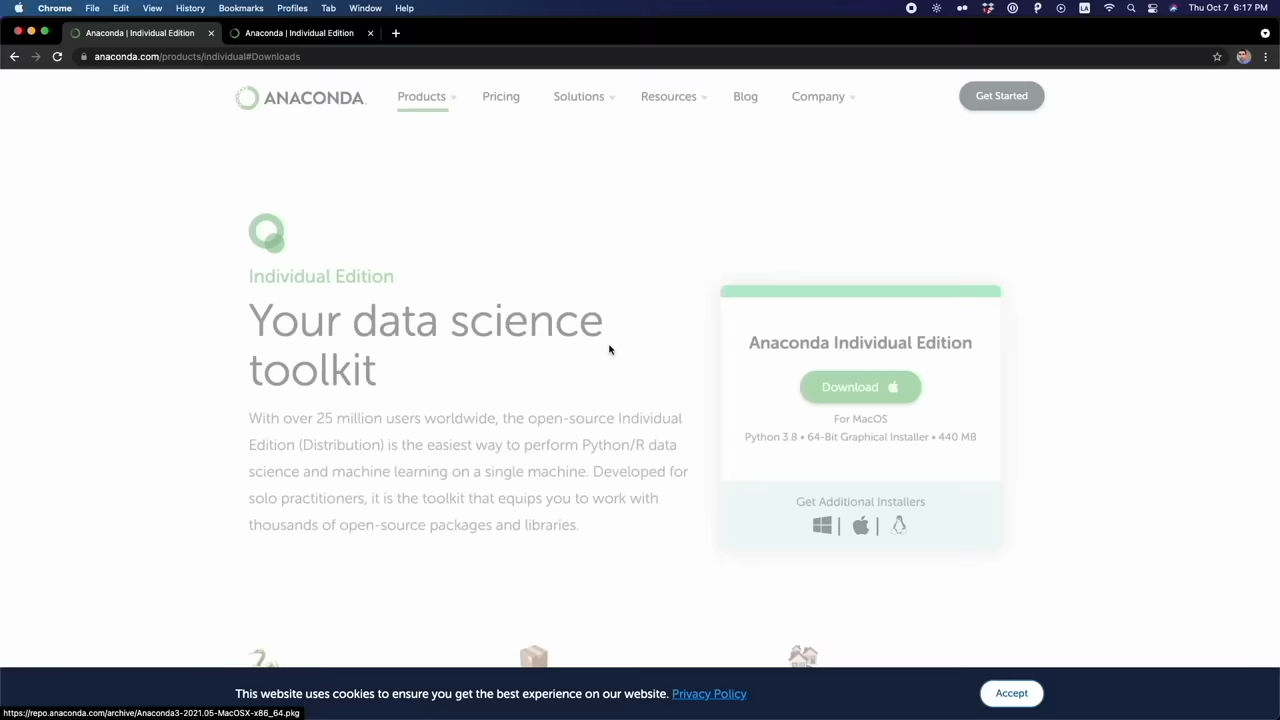 Chrome File Edit View History Bookmarks Profiles Tab Window Help
LA Thu Oct 7 6:17 PM
Anaconda | Individual Edition
Anaconda | Individual Edition
anaconda.com/products/individual#Downloads
ANACONDA
Products Pricing Solutions Resources Blog Company Get Started
Individual Edition
Your data science
toolkit
With over 25 million users worldwide, the open-source Individual
Edition (Distribution) is the easiest way to perform Python/R data
science and machine learning on a single machine. Developed for
solo practitioners, it is the toolkit that equips you to work with
thousands of open-source packages and libraries.
Anaconda Individual Edition
Download
For MacOS
Python 3.8 • 64-Bit Graphical Installer • 440 MB
Get Additional Installers
This website uses cookies to ensure you get the best experience on our website. Privacy Policy
Accept
https://repo.anaconda.com/archive/Anaconda3-2021.05-MacOSX-x86_64.pkg